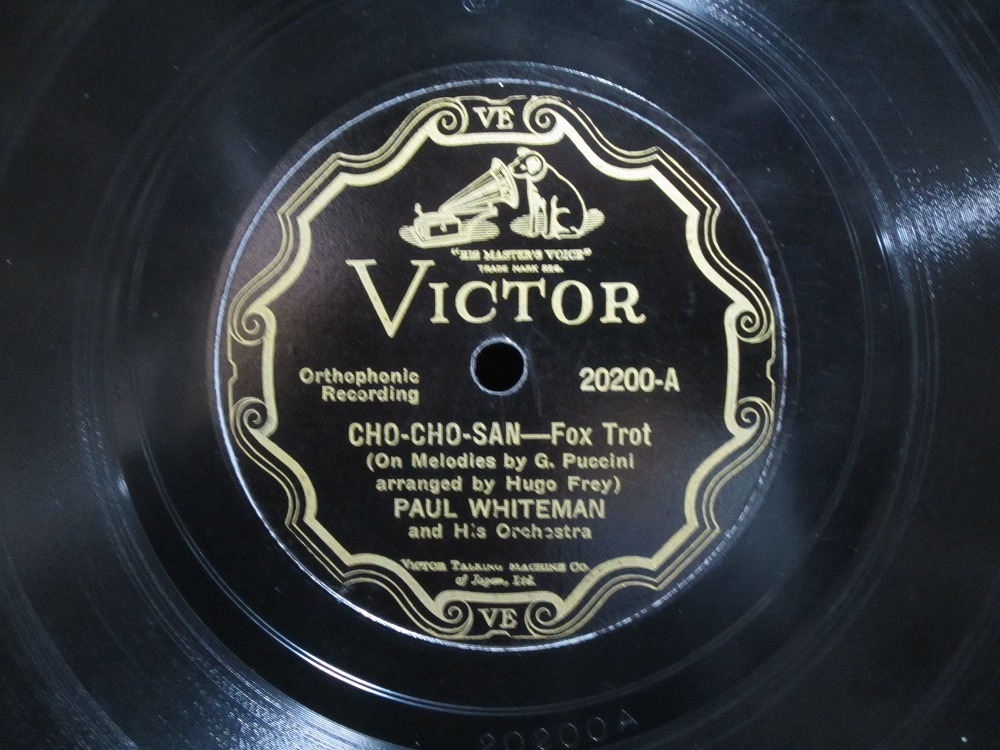 VE
"HIS MASTER'S VOICE"
TRADE MARK REG.
VICTOR
Orthophonic
Recording
20200-A
CHO-CHO-SAN—Fox Trot
(On Melodies by G. Puccini
arranged by Hugo Frey)
PAUL WHITEMAN
and His Orchestra
VICTOR TALKING MACHINE CO.
of Japan, Ltd.
VE
20200A